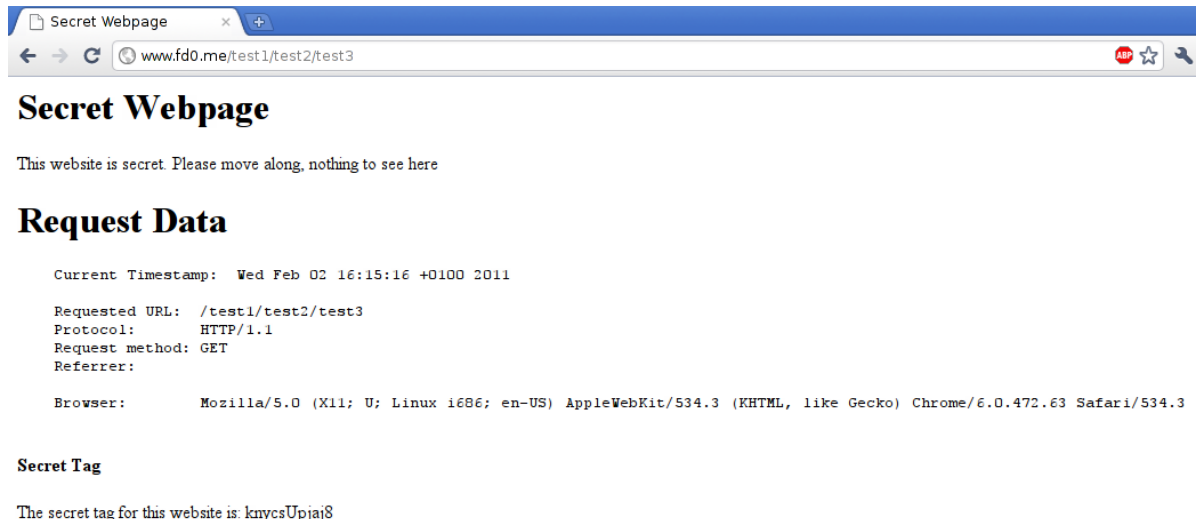 Secret Webpage
www.fd0.me/test1/test2/test3
ABP
Secret Webpage
This website is secret. Please move along, nothing to see here
Request Data
Current Timestamp: Wed Feb 02 16:15:16 +0100 2011
Requested URL: /test1/test2/test3
Protocol: HTTP/1.1
Request method: GET
Referrer:
Browser: Mozilla/5.0 (X11; U; Linux i686; en-US) AppleWebKit/534.3 (KHTML, like Gecko) Chrome/6.0.472.63 Safari/534.3
Secret Tag
The secret tag for this website is: knycsUpjaj8